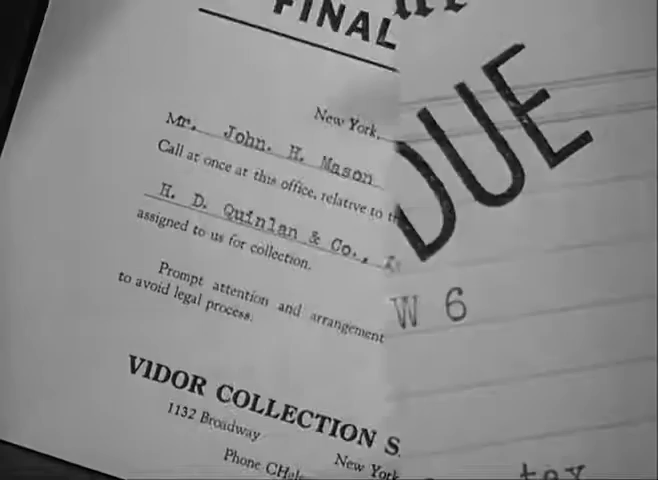 FINAL
DUE
New York,
Mr. John. H. Mason
Call at once at this office, relative to
H. D. Quinlan & Co.,
assigned to us for collection.
W 6
Prompt attention and arrangement
to avoid legal process.
VIDOR COLLECTION S
1132 Broadway
New York
Phone CHel
tax